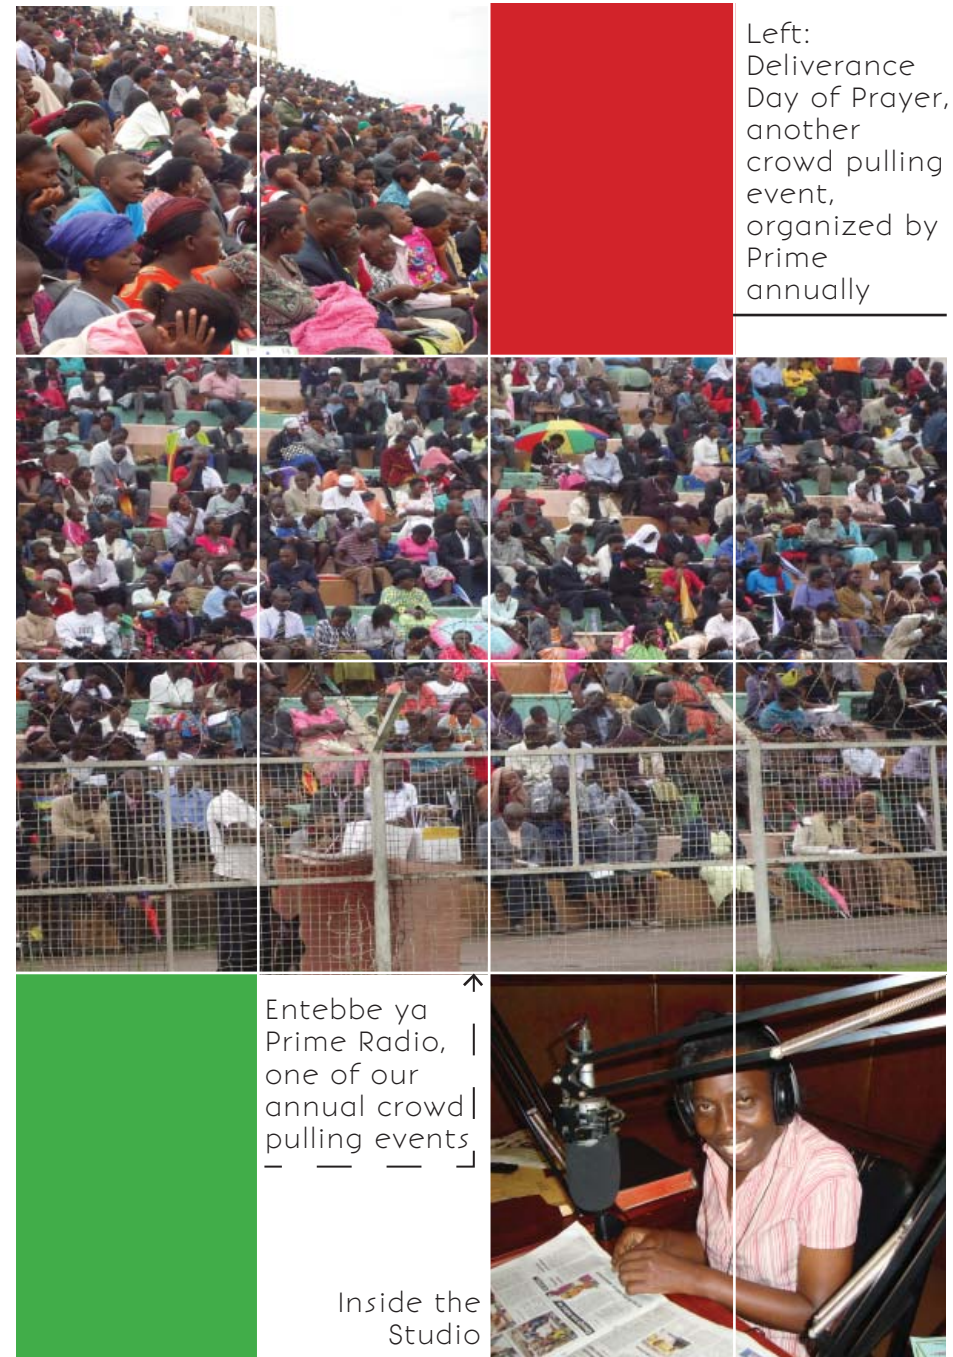 Left:
Deliverance
Day of Prayer,
another
crowd pulling
event,
organized by
Prime
annually
Entebbe ya
Prime Radio,
one of our
annual crowd
pulling events
Inside the
Studio